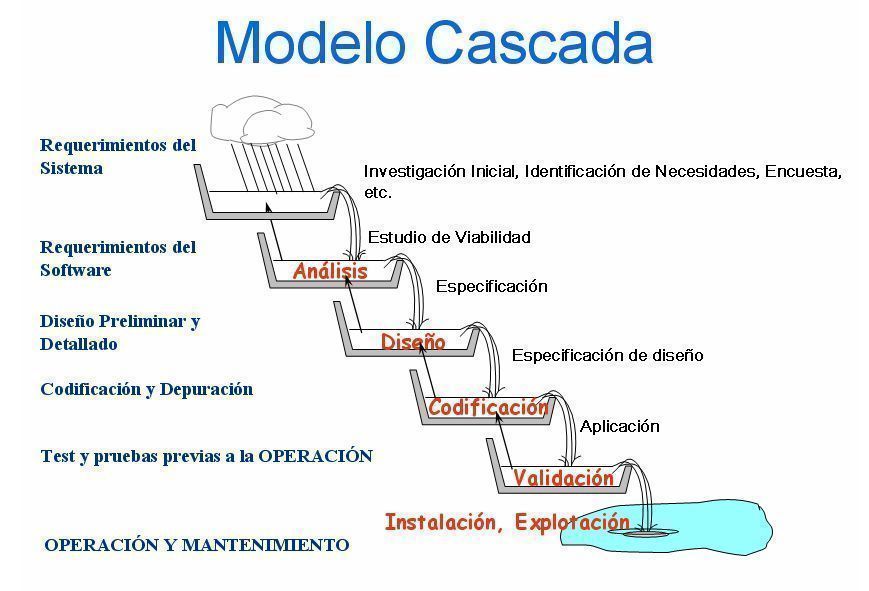 Modelo Cascada
Requerimientos del
Sistema
Investigación Inicial, Identificación de Necesidades, Encuesta,
etc.
Estudio de Viabilidad
Requerimientos del
Software
Análisis
Especificación
Diseño Preliminar y
Detallado
Diseño
Especificación de diseño
Codificación y Depuración
Codificación
Aplicación
Test y pruebas previas a la OPERACIÓN
Validación
Instalación, Explotación
OPERACIÓN Y MANTENIMIENTO